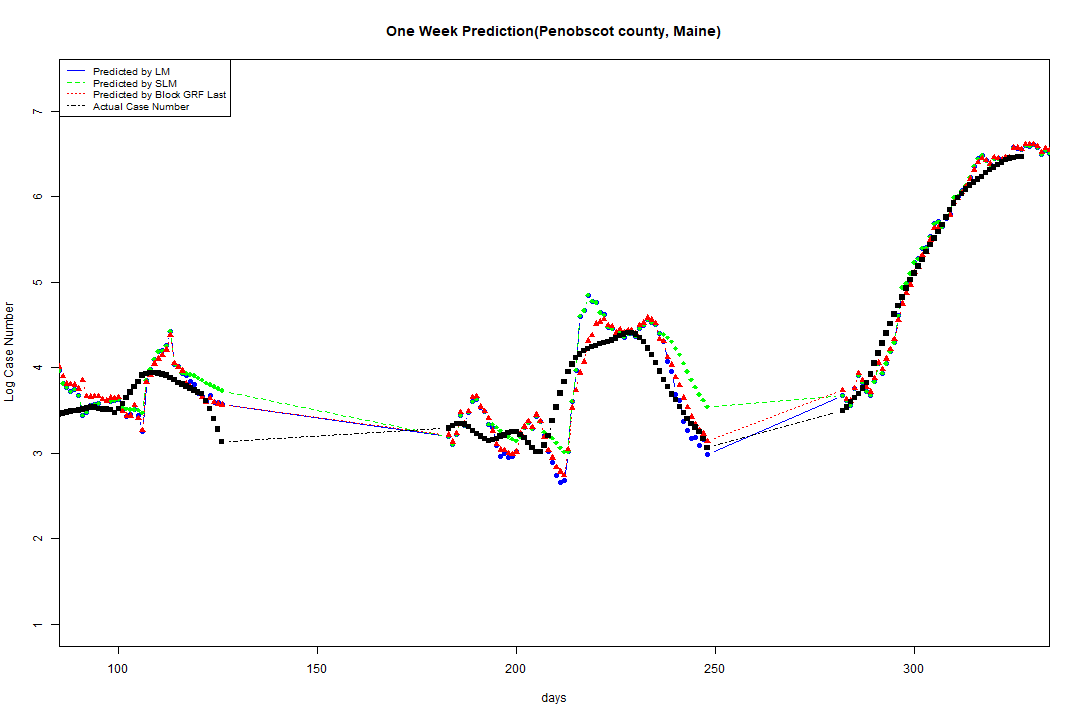 One Week Prediction(Penobscot county, Maine)
Predicted by LM
Predicted by SLM
Predicted by Block GRF Last
Actual Case Number
7
6
5
4
3
2
1
Log Case Number
100 150 200 250 300
days